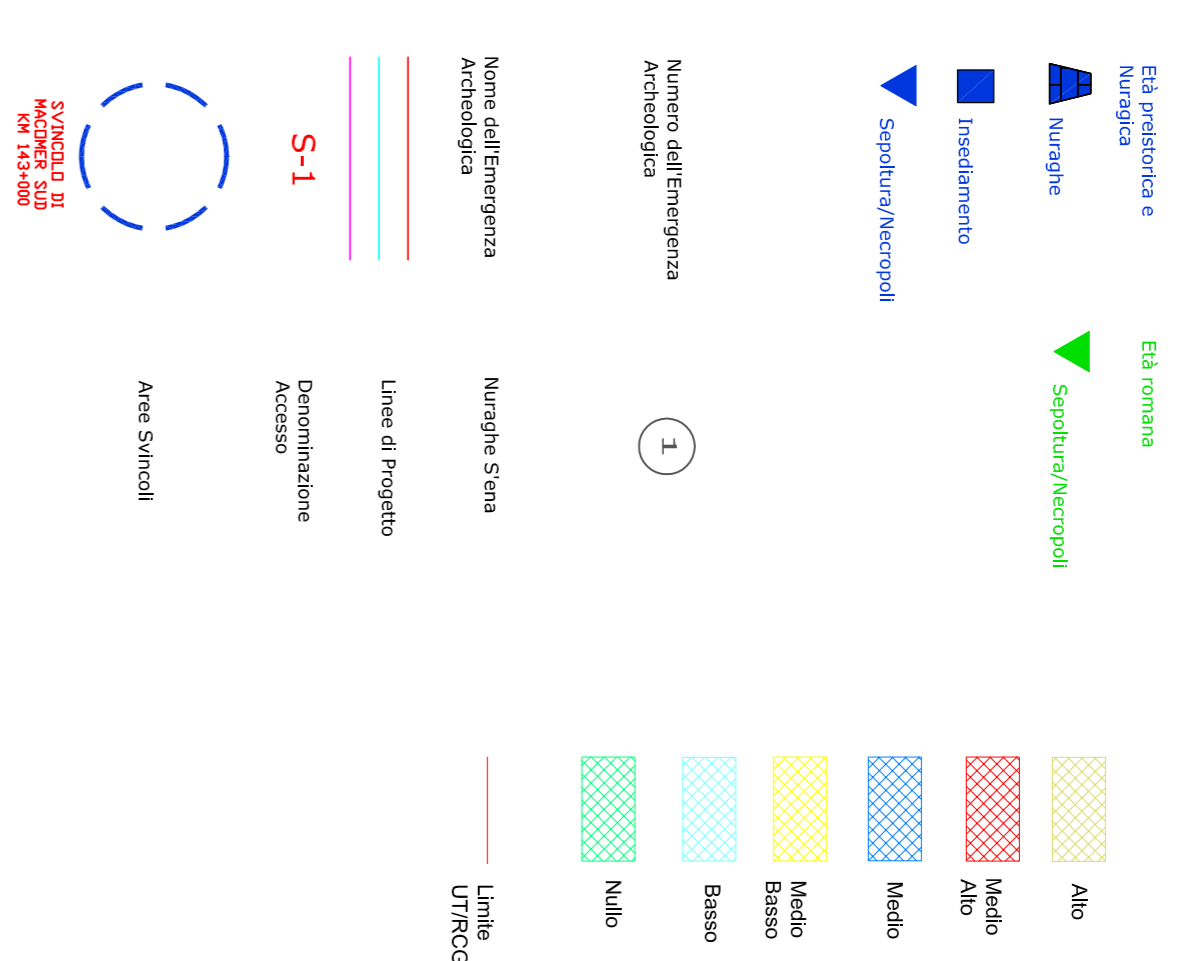 Età preistorica e
Nuragica
Nuraghe
Insediamento
Sepoltura/Necropoli
Età romana
Sepoltura/Necropoli
Numero dell'Emergenza
Archeologica
1
Nome dell'Emergenza
Archeologica
Nuraghe S'ena
Linee di Progetto
S-1
Denominazione
Accesso
SVINCOLO DI
MACOMER SUD
KM 143+000
Aree Svincoli
Alto
Medio
Alto
Medio
Medio
Basso
Basso
Nullo
Limite
UT/RCG